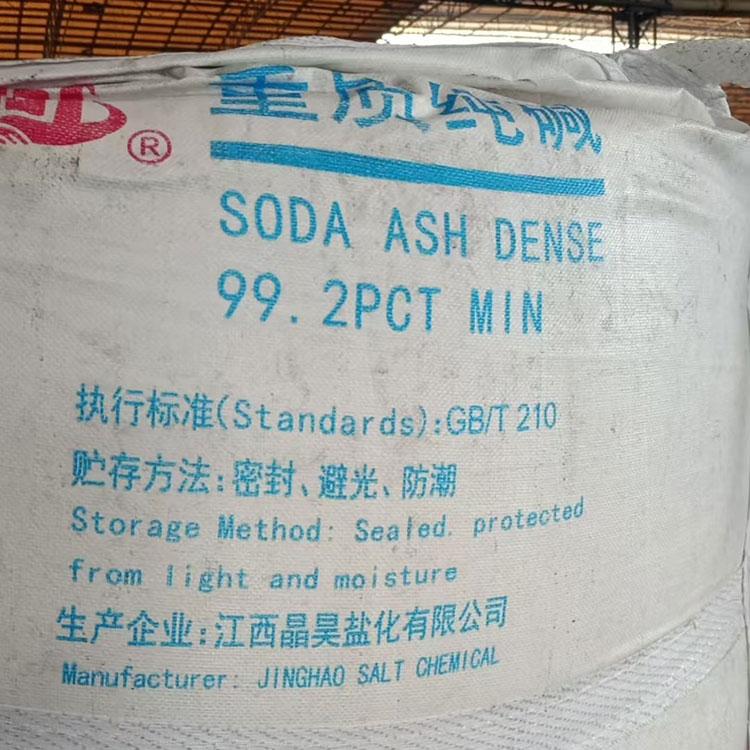 ®
重质纯碱
SODA ASH DENSE
99.2PCT MIN
执行标准(Standards):GB/T 210
贮存方法:密封、避光、防潮
Storage Method: Sealed. protected
from light and moisture
生产企业:江西晶昊盐化有限公司
Manufacturer: JINGHAO SALT CHEMICAL